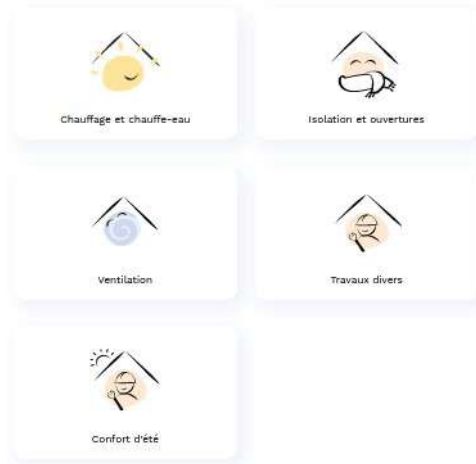 Chauffage et chauffe-eau
Isolation et ouvertures
Ventilation
Travaux divers
Confort d'été